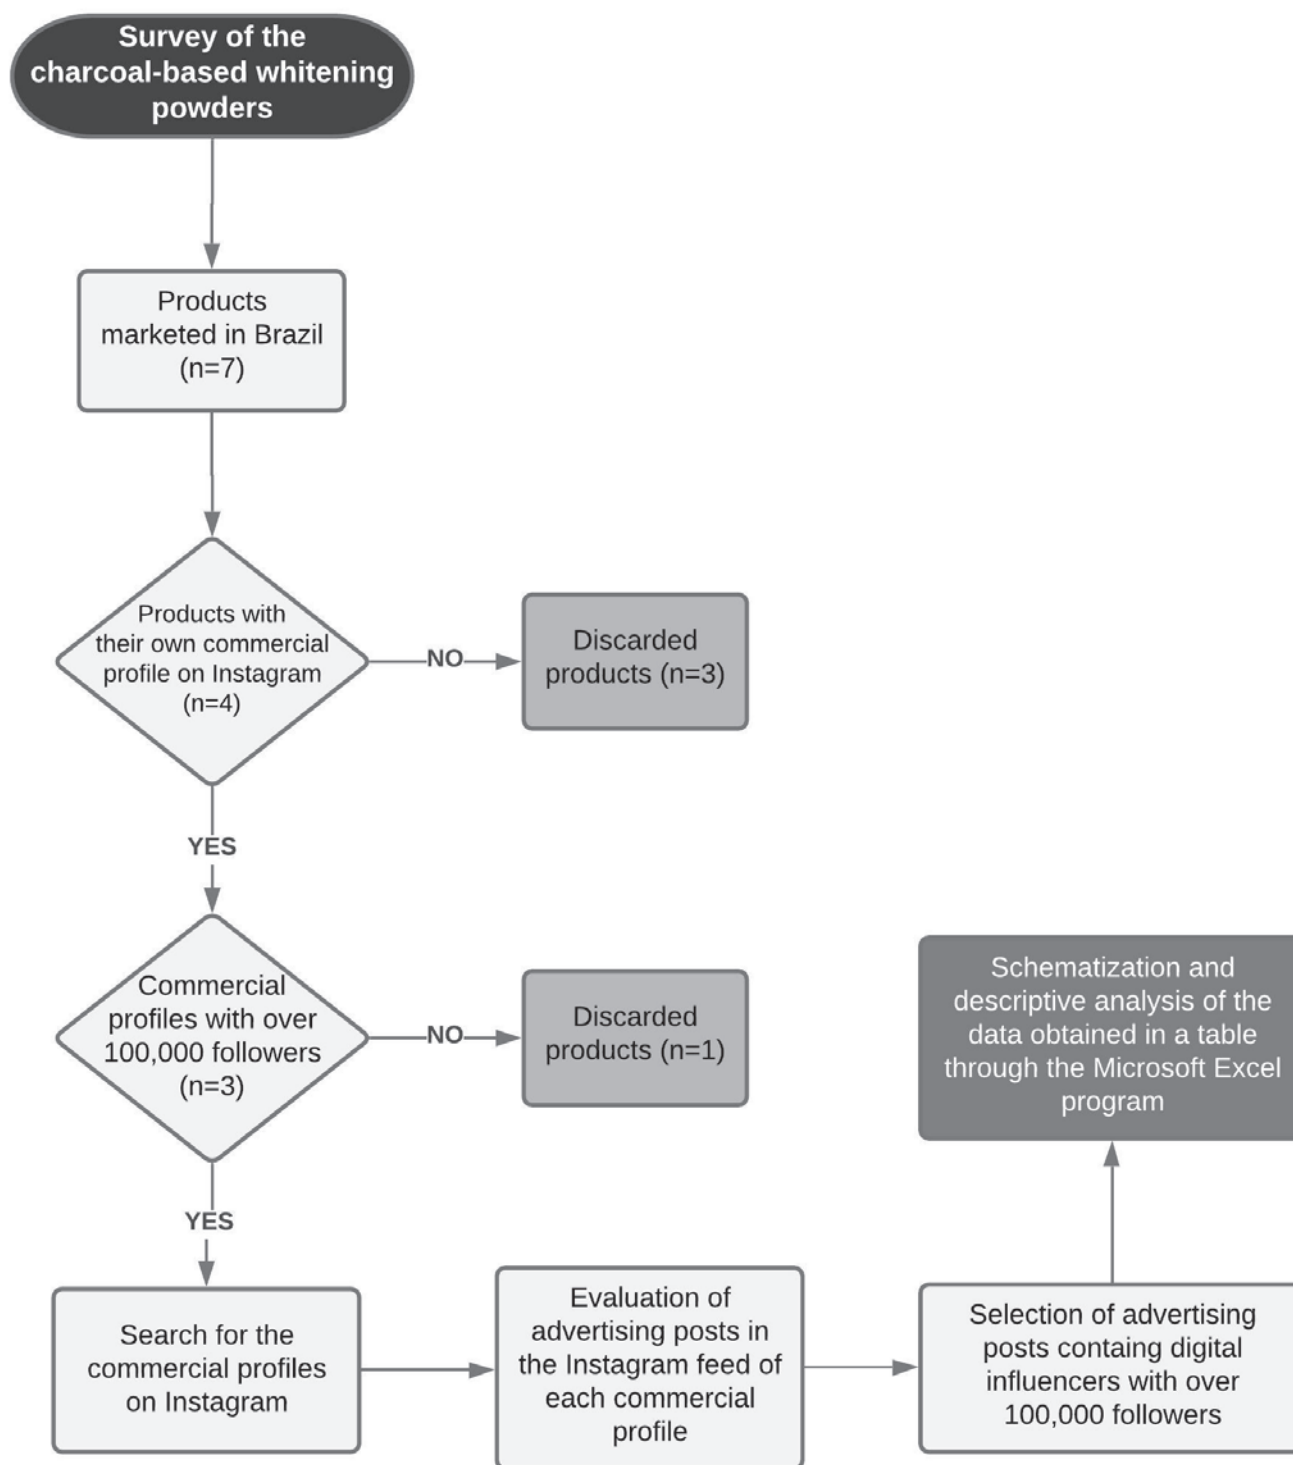 Survey of the
charcoal-based whitening
powders
Products
marketed in Brazil
(n=7)
Products with
their own commercial
profile on Instagram
(n=4)
NO
Discarded
products (n=3)
YES
Commercial
profiles with over
100,000 followers
(n=3)
NO
Discarded
products (n=1)
YES
Search for the
commercial profiles
on Instagram
Evaluation of
advertising posts in
the Instagram feed of
each commercial
profile
Selection of advertising
posts containg digital
influencers with over
100,000 followers
Schematization and
descriptive analysis of the
data obtained in a table
through the Microsoft Excel
program